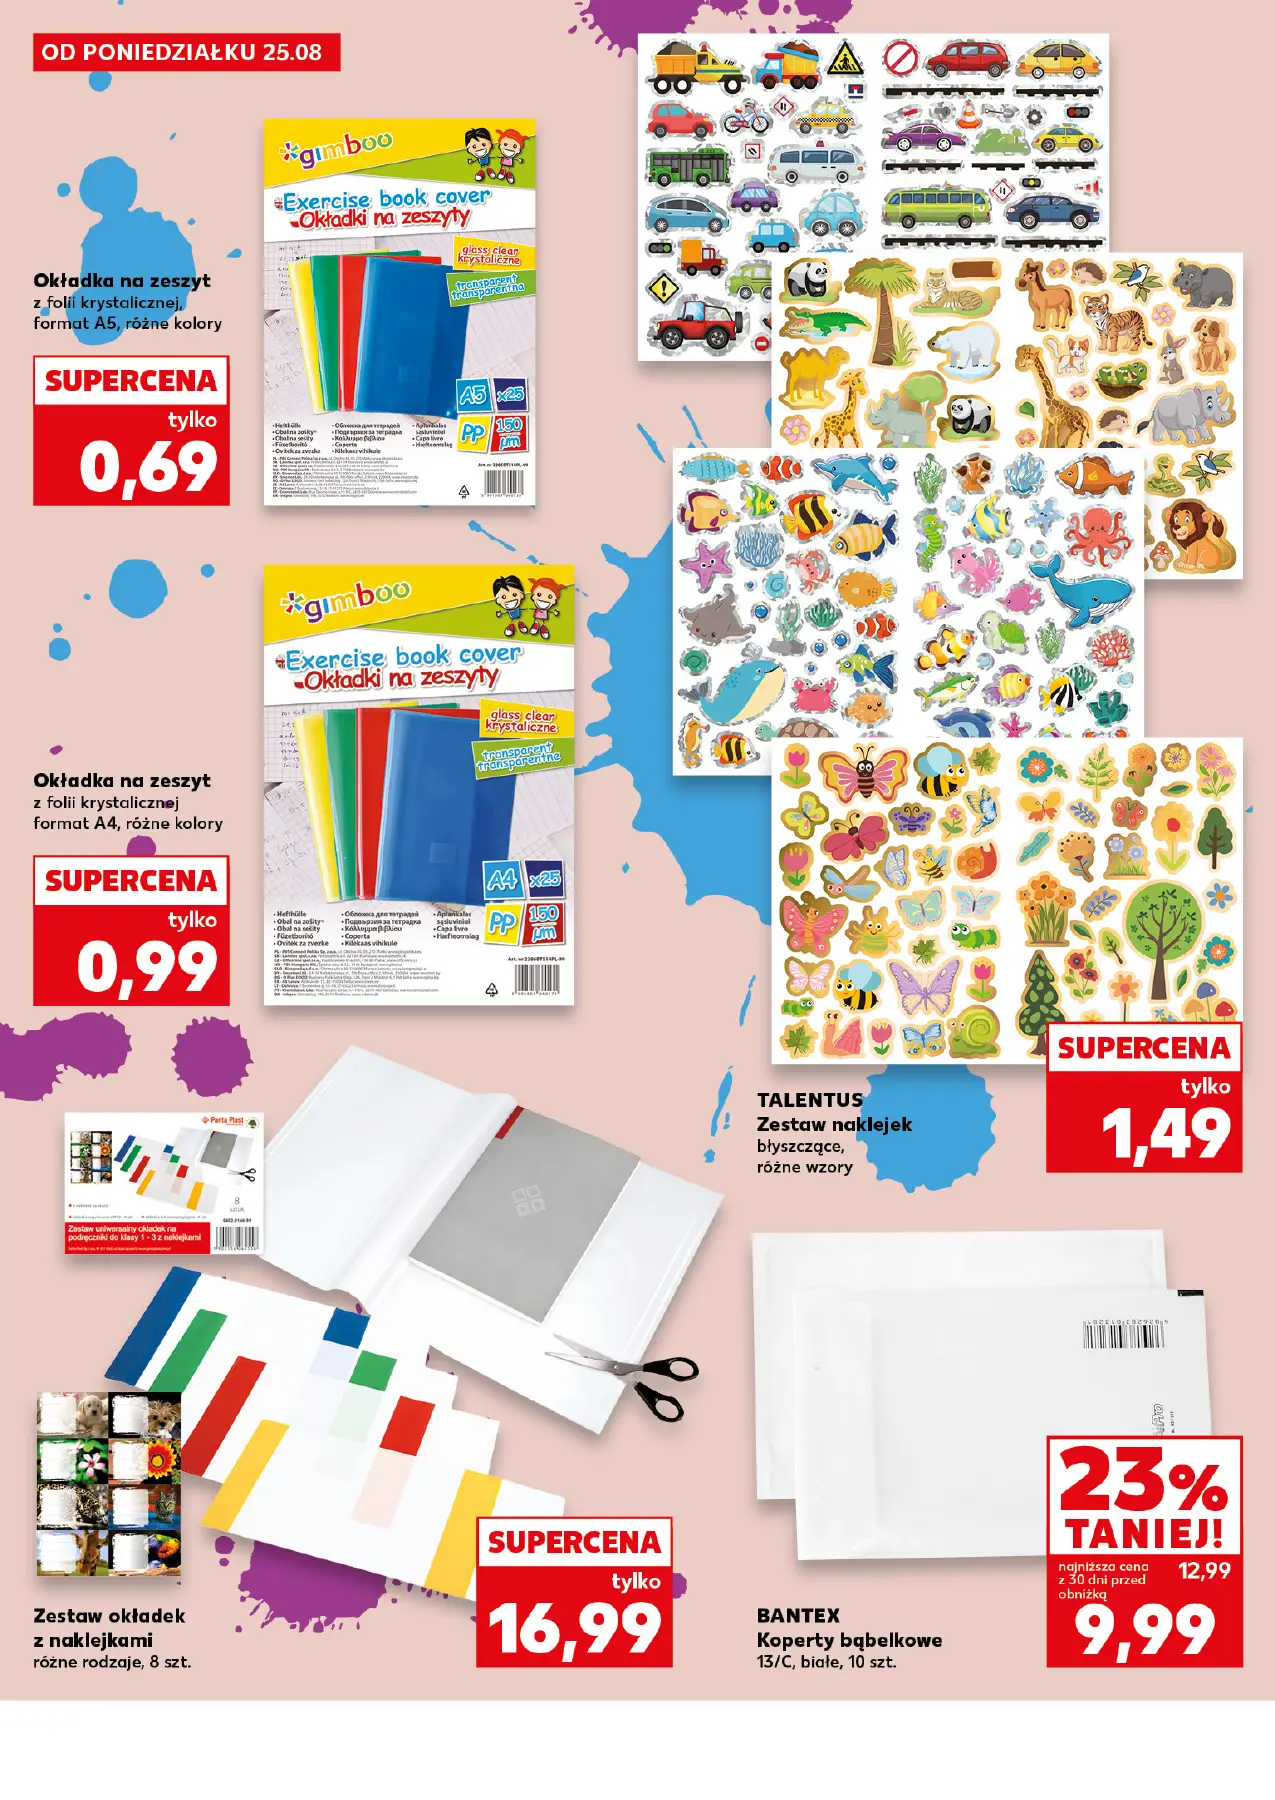 OD PONIEDZIAŁKU 25.08
gimboo
Exercise book cover
Okładki na zeszyty
glass clear
krystaliczne
transparent
transparentna
A5 x25
PP 150 µm
Okładka na zeszyt
z folii krystalicznej,
format A5, różne kolory
SUPERCENA
tylko
0,69
gimboo
Exercise book cover
Okładki na zeszyty
glass clear
krystaliczne
transparent
transparentne
A4 x25
PP 150 µm
Okładka na zeszyt
z folii krystalicznej
format A4, różne kolory
SUPERCENA
tylko
0,99
TALENTUS
Zestaw naklejek
błyszczące,
różne wzory
SUPERCENA
tylko
1,49
Panta Plast
8
sztuk
Zestaw uniwersalny okładek na
podręczniki do klasy 1 - 3 z naklejkami
Zestaw okładek
z naklejkami
różne rodzaje, 8 szt.
SUPERCENA
tylko
16,99
BANTEX
Koperty bąbelkowe
13/C, białe, 10 szt.
23%
TANIEJ!
najniższa cena
z 30 dni przed
obniżką
12,99
9,99